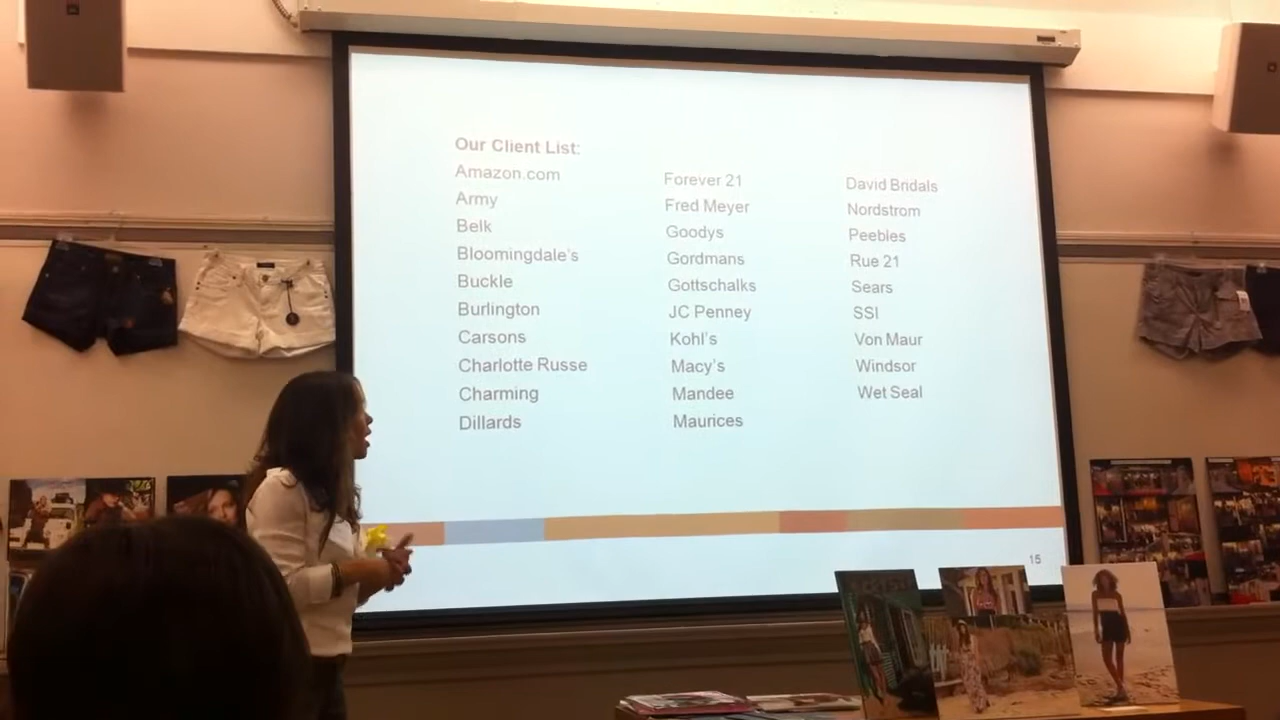 Our Client List:
Amazon.com
Army
Belk
Bloomingdale's
Buckle
Burlington
Carsons
Charlotte Russe
Charming
Dillards
Forever 21
Fred Meyer
Goodys
Gordmans
Gottschalks
JC Penney
Kohl's
Macy's
Mandee
Maurices
David Bridals
Nordstrom
Peebles
Rue 21
Sears
SSI
Von Maur
Windsor
Wet Seal
15